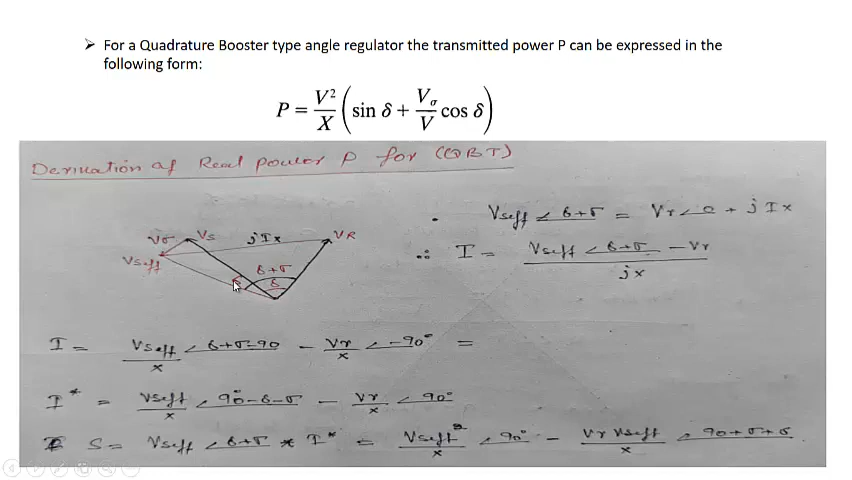 ➤ For a Quadrature Booster type angle regulator the transmitted power P can be expressed in the
following form:
P = V²/X (sin δ + Vσ/V cos δ)
Derivation of Real power P for (QBT)
Vσ Vs jIx VR
Vseff
δ+σ
σ δ
Vseff∠δ+σ = Vr∠0 + jIx
∴ I = (Vseff∠δ+σ - Vr)/jx
I = Vseff/x ∠δ+σ-90 - Vr/x ∠-90° =
I* = Vseff/x ∠90°-δ-σ - Vr/x ∠90°
S = Vseff∠δ+σ * I* = Vseff²/x ∠90° - Vr Vseff/x ∠90+σ+δ